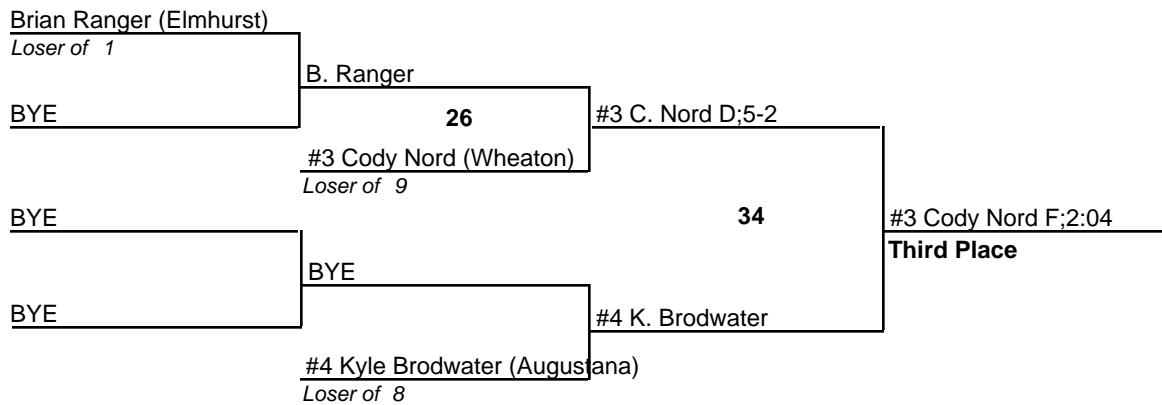 Brian Ranger (Elmhurst)
Loser of 1
B. Ranger
BYE
26
#3 C. Nord D;5-2
#3 Cody Nord (Wheaton)
Loser of 9
BYE
34
#3 Cody Nord F;2:04
Third Place
BYE
BYE
#4 K. Brodwater
#4 Kyle Brodwater (Augustana)
Loser of 8